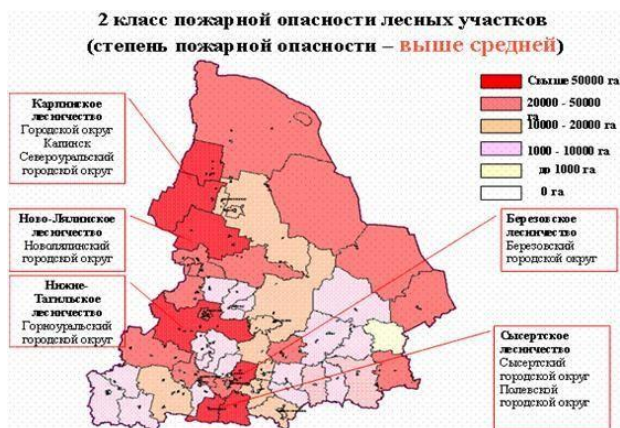 2 класс пожарной опасности лесных участков
(степень пожарной опасности – выше средней)
Свыше 50000 га
20000 - 50000
га
10000 - 20000 га
1000 - 10000 га
до 1000 га
0 га
Карпинское
лесничество
Городской округ
Капинск
Североуральский
городской округ
Ново-Лялинское
лесничество
Новолялинский
городской округ
Нижне-
Тагильское
лесничество
Горноуральский
городской округ
Березовское
лесничество
Березовский
городской округ
Сысертское
лесничество
Сысертский
городской округ
Полевской
городской округ